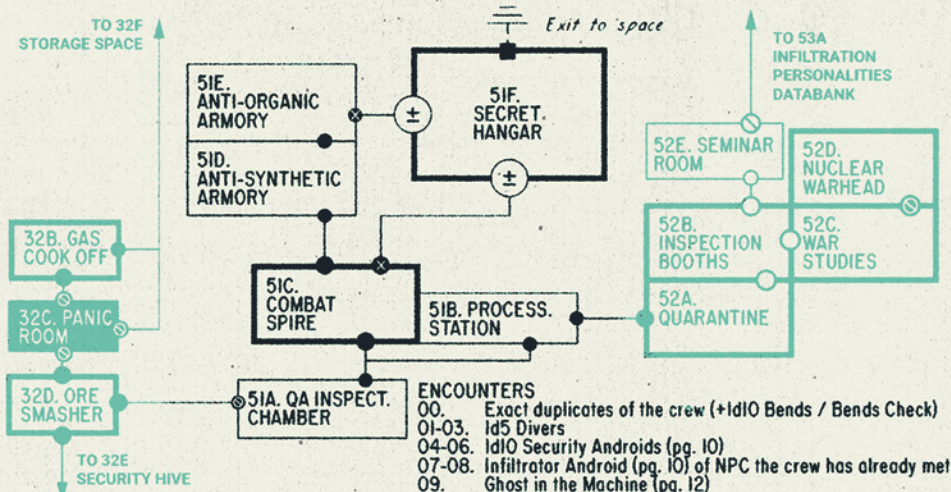 TO 32F
STORAGE SPACE
Exit to space
TO 53A
INFILTRATION
PERSONALITIES
DATABANK
51E.
ANTI-ORGANIC
ARMORY
51F.
SECRET
HANGAR
±
±
51D.
ANTI-SYNTHETIC
ARMORY
52E. SEMINAR
ROOM
52D.
NUCLEAR
WARHEAD
32B. GAS
COOK OFF
52B.
INSPECTION
BOOTHS
52C.
WAR
STUDIES
51C.
COMBAT
SPIRE
51B. PROCESS.
STATION
52A.
QUARANTINE
32C. PANIC
ROOM
32D. ORE
SMASHER
51A. QA INSPECT.
CHAMBER
TO 32E
SECURITY HIVE
ENCOUNTERS
00. Exact duplicates of the crew (+1d10 Bends / Bends Check)
01-03. 1d5 Divers
04-06. 1d10 Security Androids (pg. 10)
07-08. Infiltrator Android (pg. 10) of NPC the crew has already met
09. Ghost in the Machine (pg. 12)